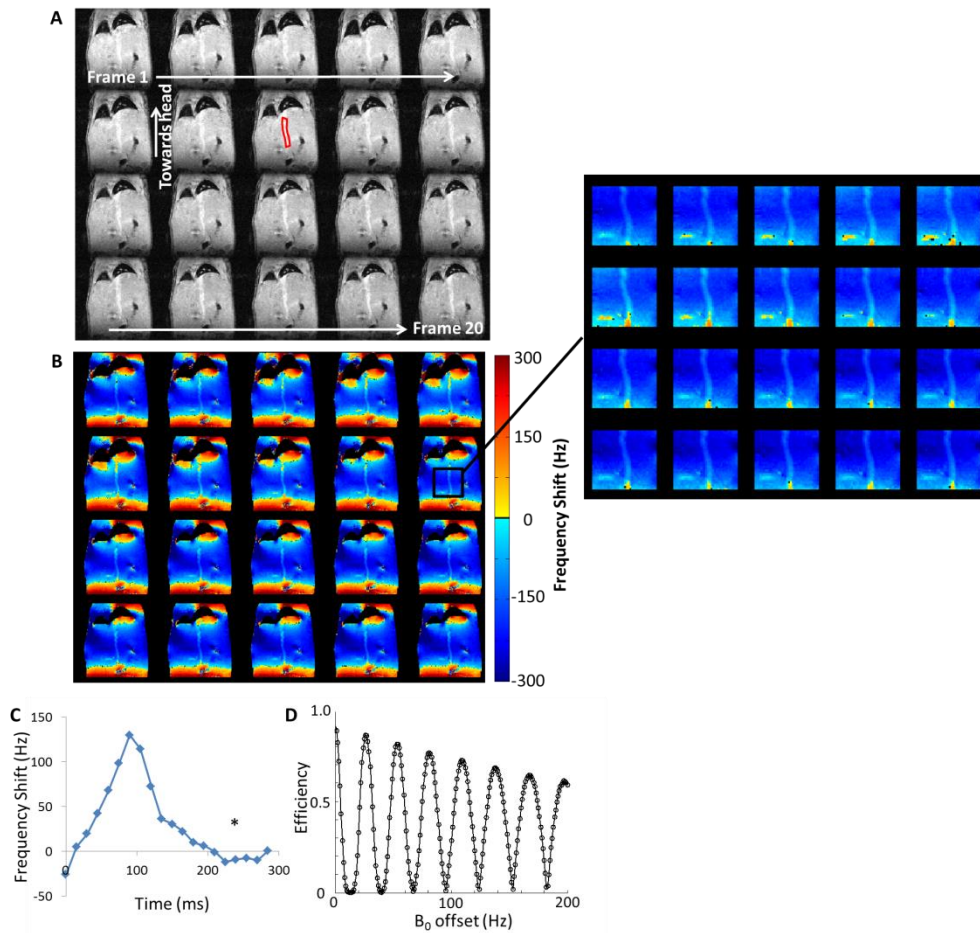 A
Frame 1
Towards head
Frame 20
B
300
150
0
-150
-300
Frequency Shift (Hz)
C
Frequency Shift (Hz)
150
100
50
0
-50
0
100
200
300
*
Time (ms)
D
Efficiency
1.0
0.5
0
0
100
200
B₀ offset (Hz)